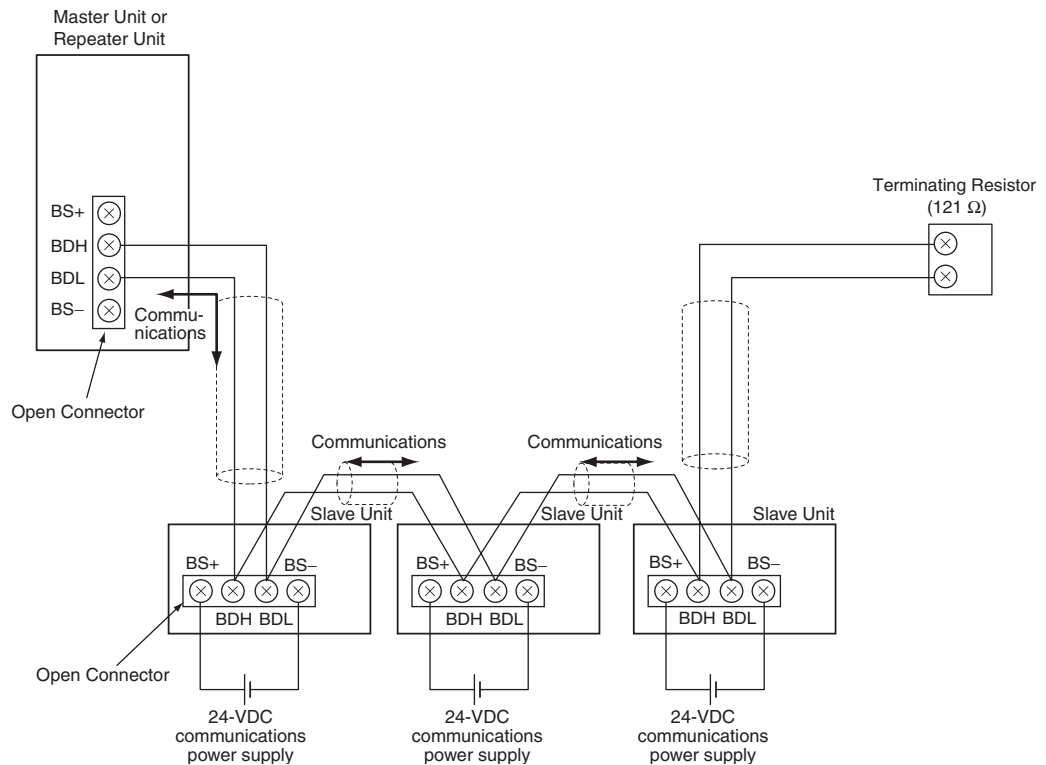 Master Unit or
Repeater Unit
BS+
BDH
BDL
BS–
Commu-
nications
Open Connector
Terminating Resistor
(121 Ω)
Communications
Communications
Slave Unit
Slave Unit
Slave Unit
BS+
BS–
BS+
BS–
BS+
BS–
BDH BDL
BDH BDL
BDH BDL
Open Connector
24-VDC
communications
power supply
24-VDC
communications
power supply
24-VDC
communications
power supply